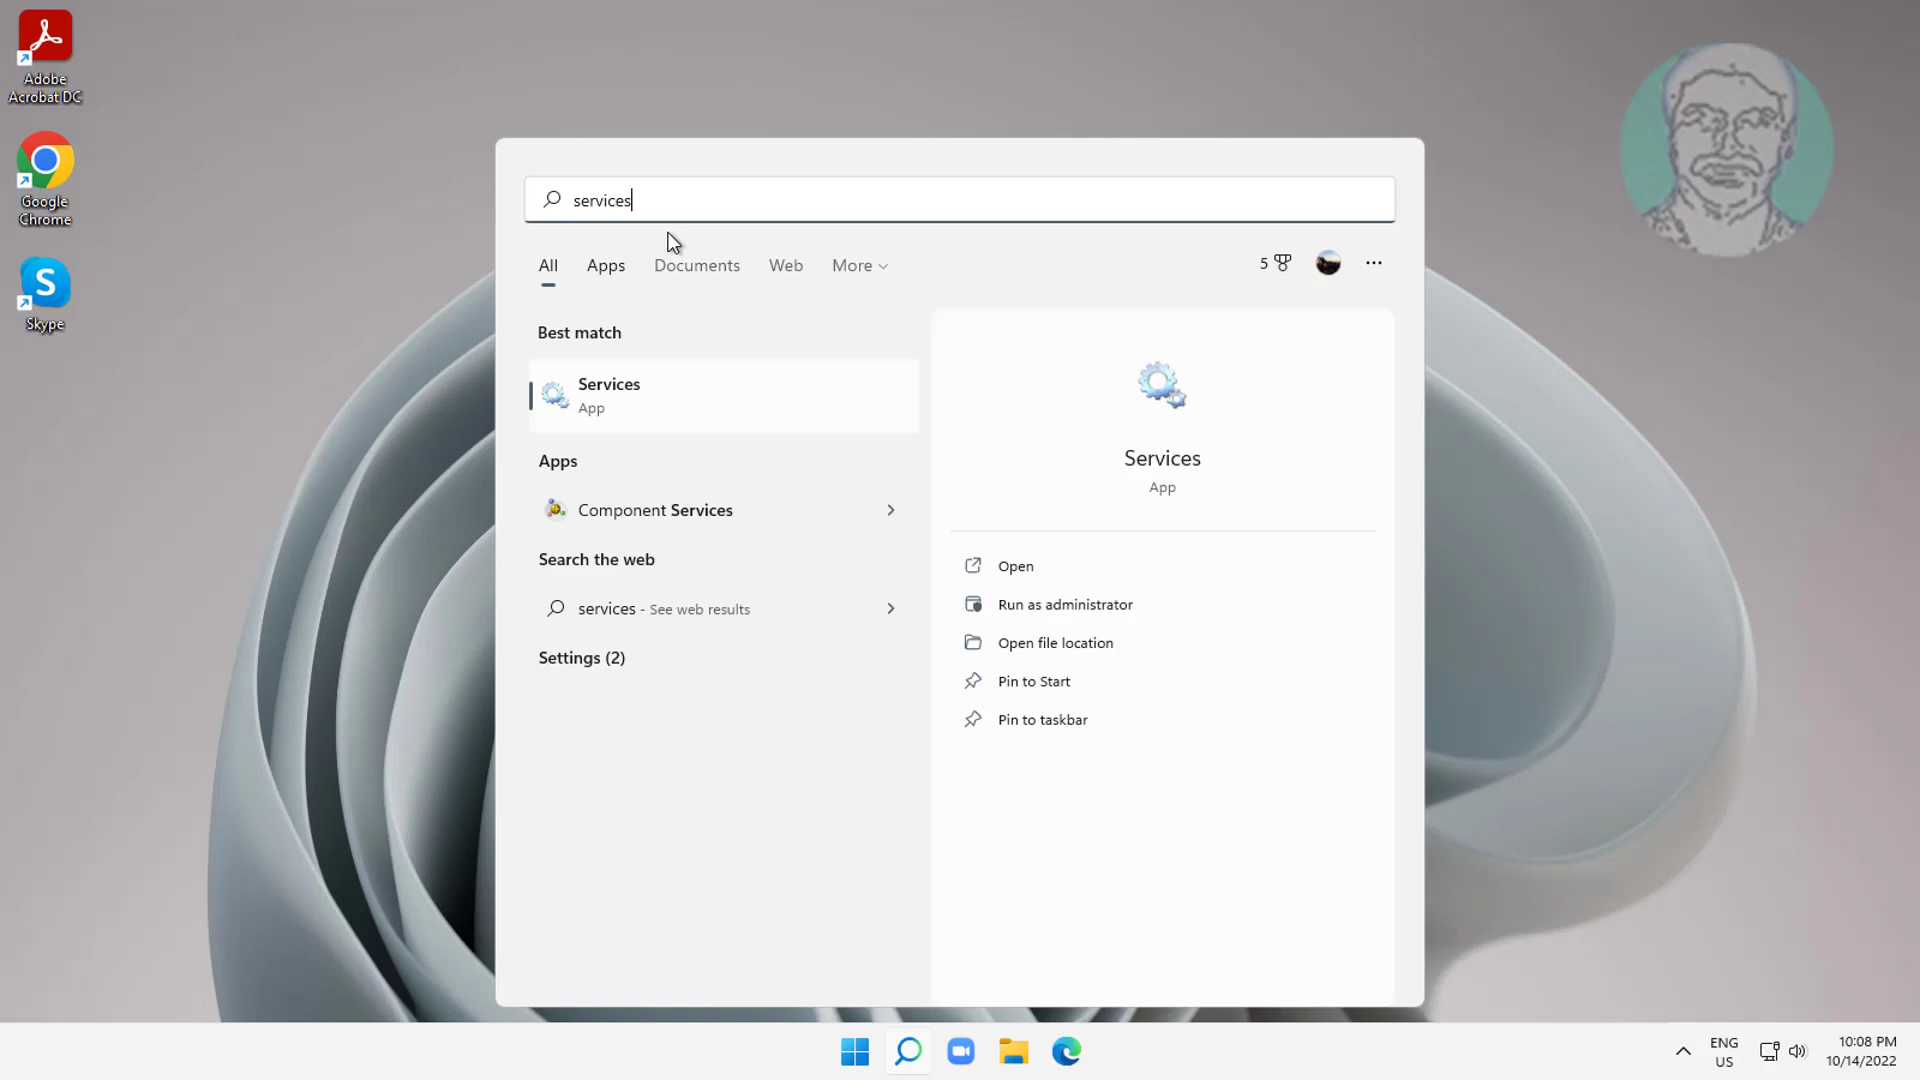 Adobe
Acrobat DC
Google
Chrome
S
Skype
services
All Apps Documents Web More
5
Best match
Services
App
Apps
Component Services
Search the web
services - See web results
Settings (2)
Services
App
Open
Run as administrator
Open file location
Pin to Start
Pin to taskbar
ENG
US
10:08 PM
10/14/2022